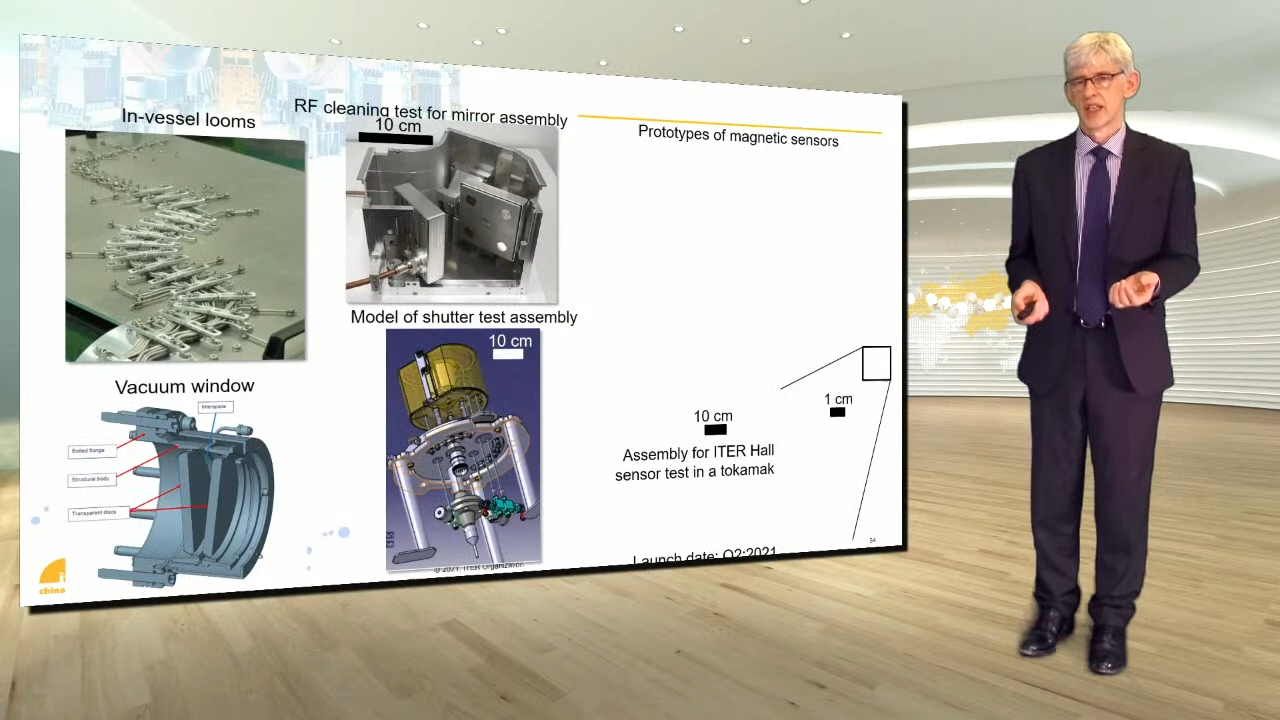 In-vessel looms
RF cleaning test for mirror assembly
10 cm
Prototypes of magnetic sensors
Model of shutter test assembly
10 cm
Vacuum window
Interspace
Bolted flange
Structural body
Transparent discs
10 cm
1 cm
Assembly for ITER Hall
sensor test in a tokamak
Launch date: Q2:2021
© 2021, ITER Organization
54
china